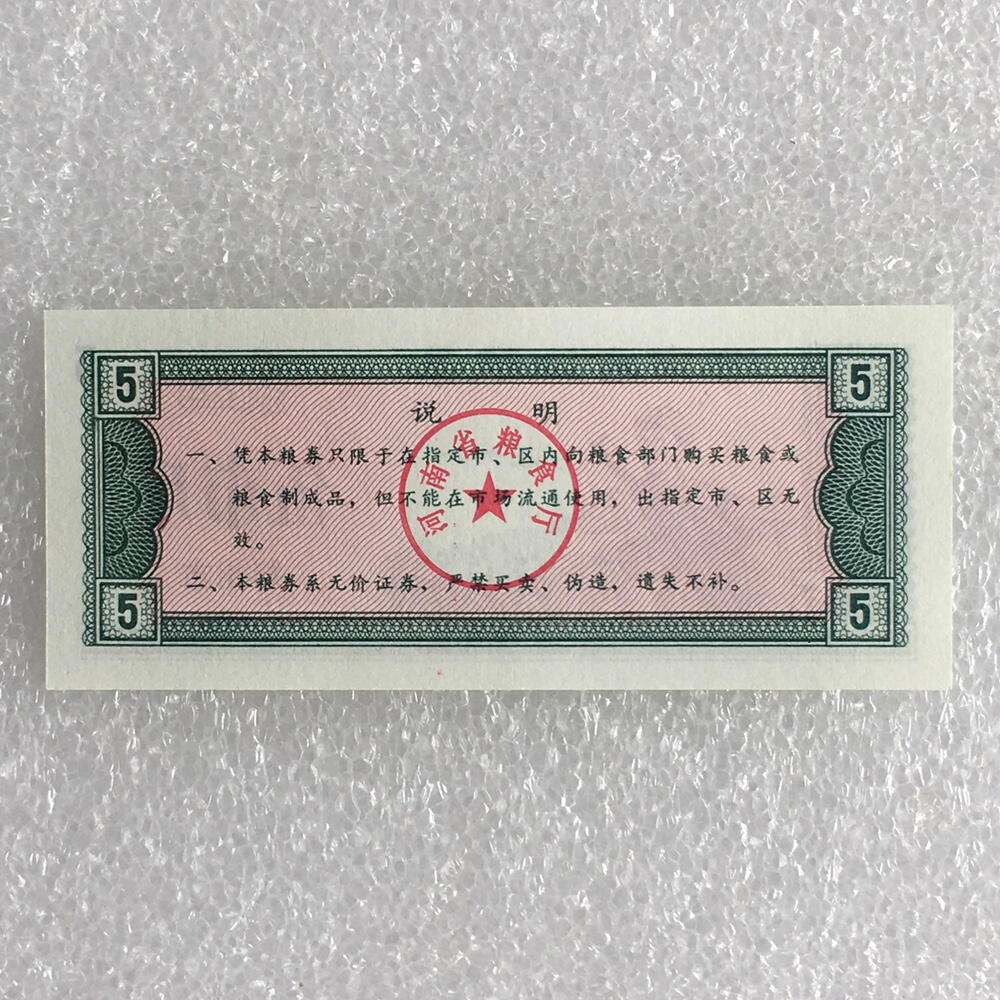 5 5
说 明
一、凭本粮券只限于在指定市、区内向粮食部门购买粮食或
粮食制成品，但不能在市场流通使用，出指定市、区无
效。
二、本粮券系无价证券、严禁买卖、伪造，遗失不补。
河南省粮食厅
5 5